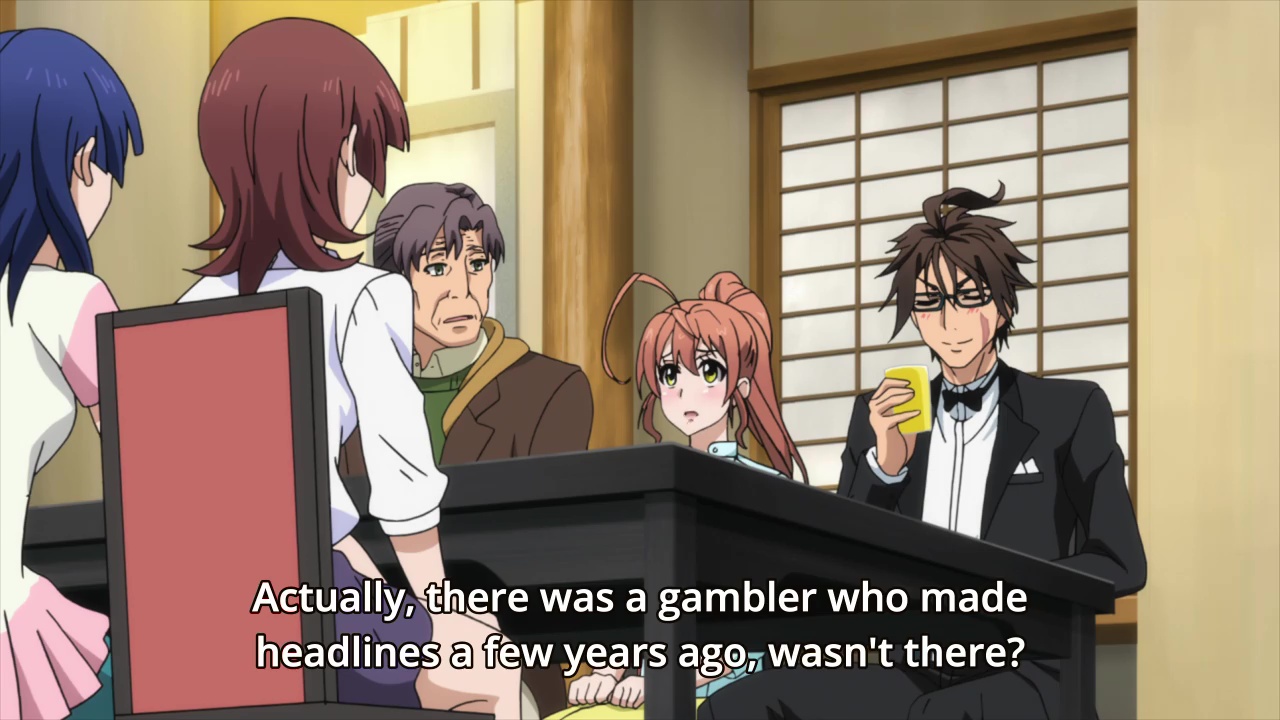 Actually, there was a gambler who made
headlines a few years ago, wasn't there?